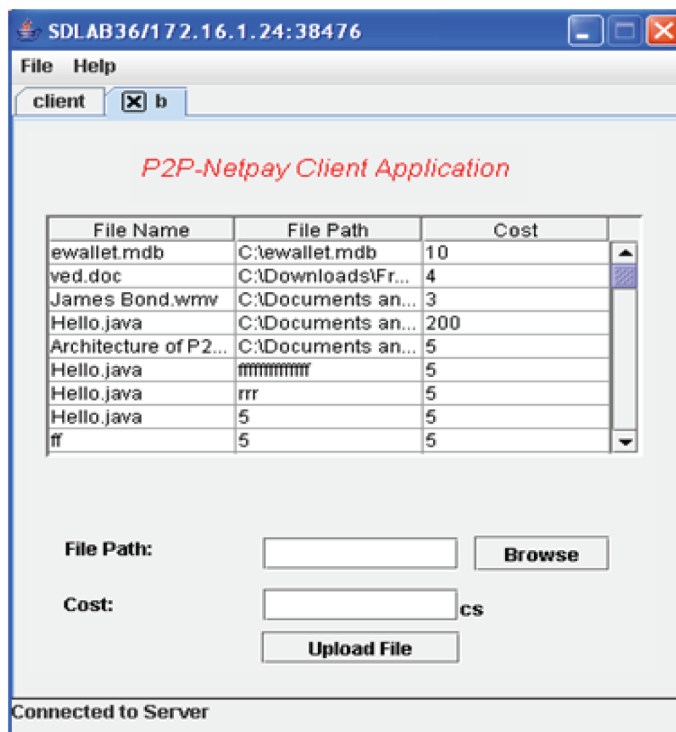 SDLAB36/172.16.1.24:38476
File Help
client b
P2P-Netpay Client Application
File Name File Path Cost
ewallet.mdb C:\ewallet.mdb 10
ved.doc C:\Downloads\Fr... 4
James Bond.wmv C:\Documents an... 3
Hello.java C:\Documents an... 200
Architecture of P2... C:\Documents an... 5
Hello.java 5
Hello.java rrr 5
Hello.java 5 5
ff 5 5
File Path: Browse
Cost: cs
Upload File
Connected to Server